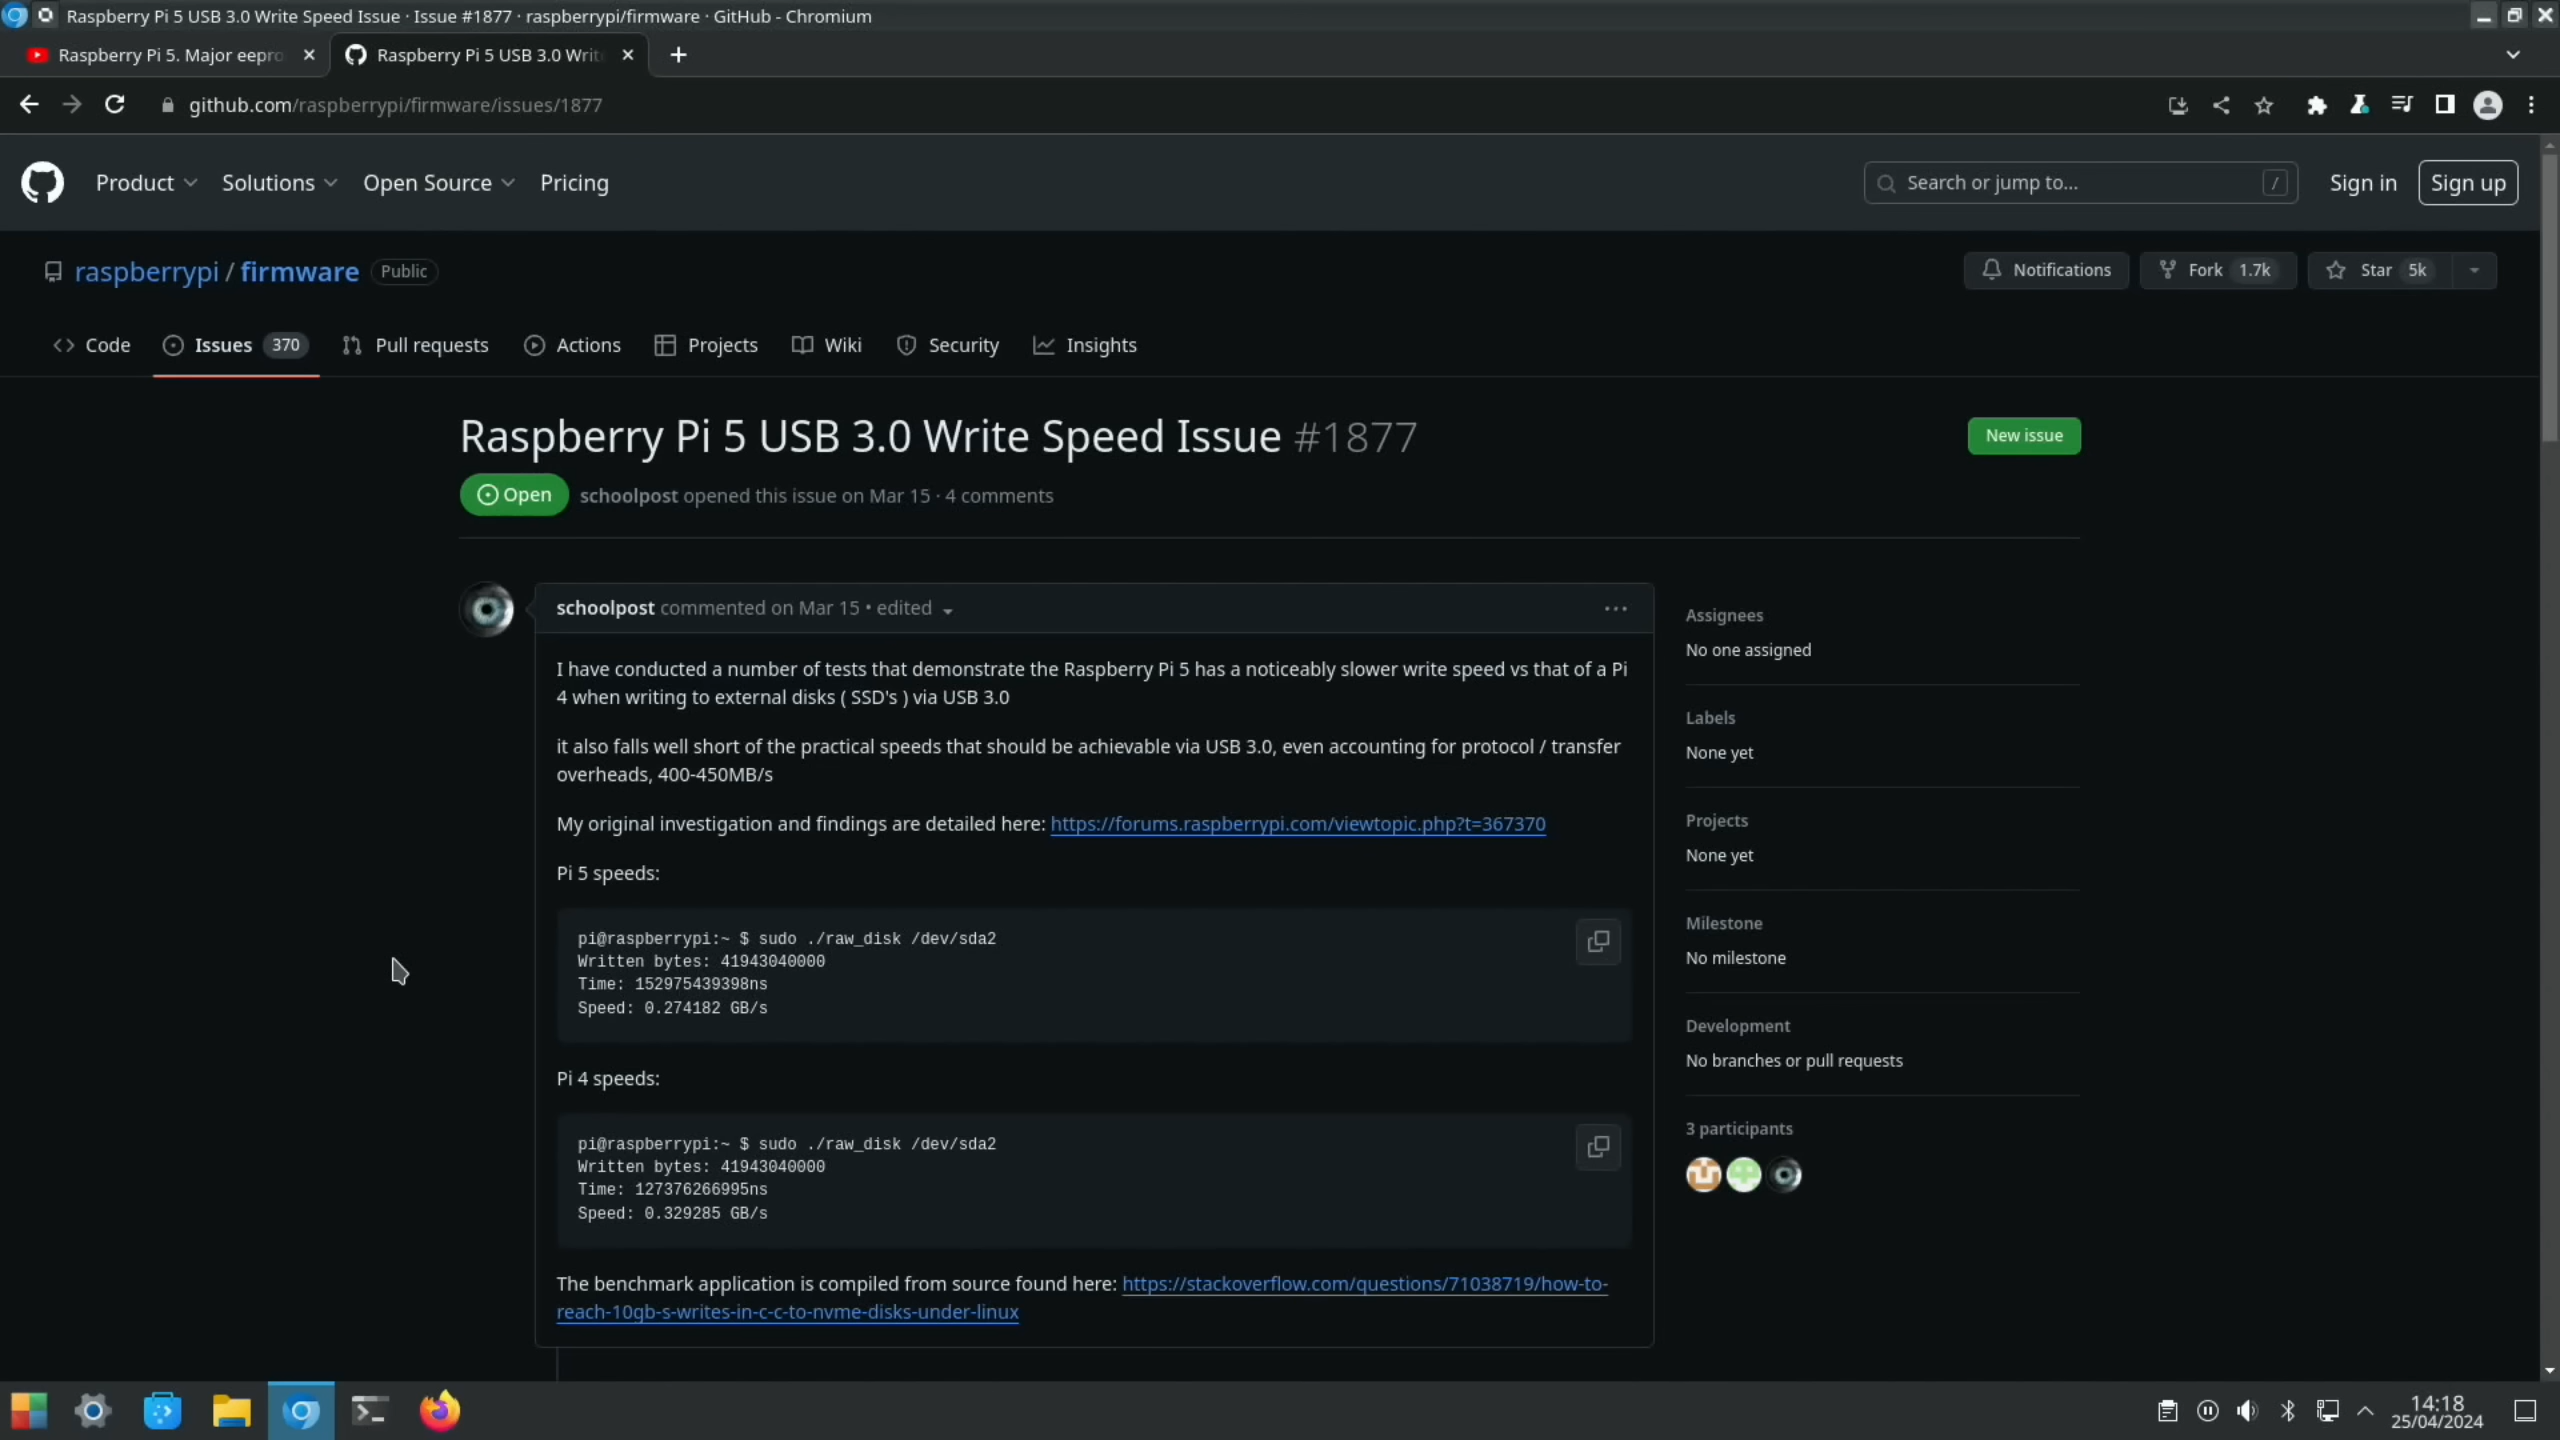 Raspberry Pi 5 USB 3.0 Write Speed Issue · Issue #1877 · raspberrypi/firmware · GitHub - Chromium
Raspberry Pi 5. Major eepro
Raspberry Pi 5 USB 3.0 Writ
github.com/raspberrypi/firmware/issues/1877
Product Solutions Open Source Pricing
Search or jump to... /
Sign in Sign up
raspberrypi / firmware Public
Notifications Fork 1.7k Star 5k
Code Issues 370 Pull requests Actions Projects Wiki Security Insights
Raspberry Pi 5 USB 3.0 Write Speed Issue #1877
New issue
Open schoolpost opened this issue on Mar 15 · 4 comments
schoolpost commented on Mar 15 • edited
I have conducted a number of tests that demonstrate the Raspberry Pi 5 has a noticeably slower write speed vs that of a Pi
4 when writing to external disks ( SSD's ) via USB 3.0
it also falls well short of the practical speeds that should be achievable via USB 3.0, even accounting for protocol / transfer
overheads, 400-450MB/s
My original investigation and findings are detailed here: https://forums.raspberrypi.com/viewtopic.php?t=367370
Pi 5 speeds:
pi@raspberrypi:~ $ sudo ./raw_disk /dev/sda2
Written bytes: 41943040000
Time: 152975439398ns
Speed: 0.274182 GB/s
Pi 4 speeds:
pi@raspberrypi:~ $ sudo ./raw_disk /dev/sda2
Written bytes: 41943040000
Time: 127376266995ns
Speed: 0.329285 GB/s
The benchmark application is compiled from source found here: https://stackoverflow.com/questions/71038719/how-to-
reach-10gb-s-writes-in-c-c-to-nvme-disks-under-linux
Assignees
No one assigned
Labels
None yet
Projects
None yet
Milestone
No milestone
Development
No branches or pull requests
3 participants
14:18
25/04/2024